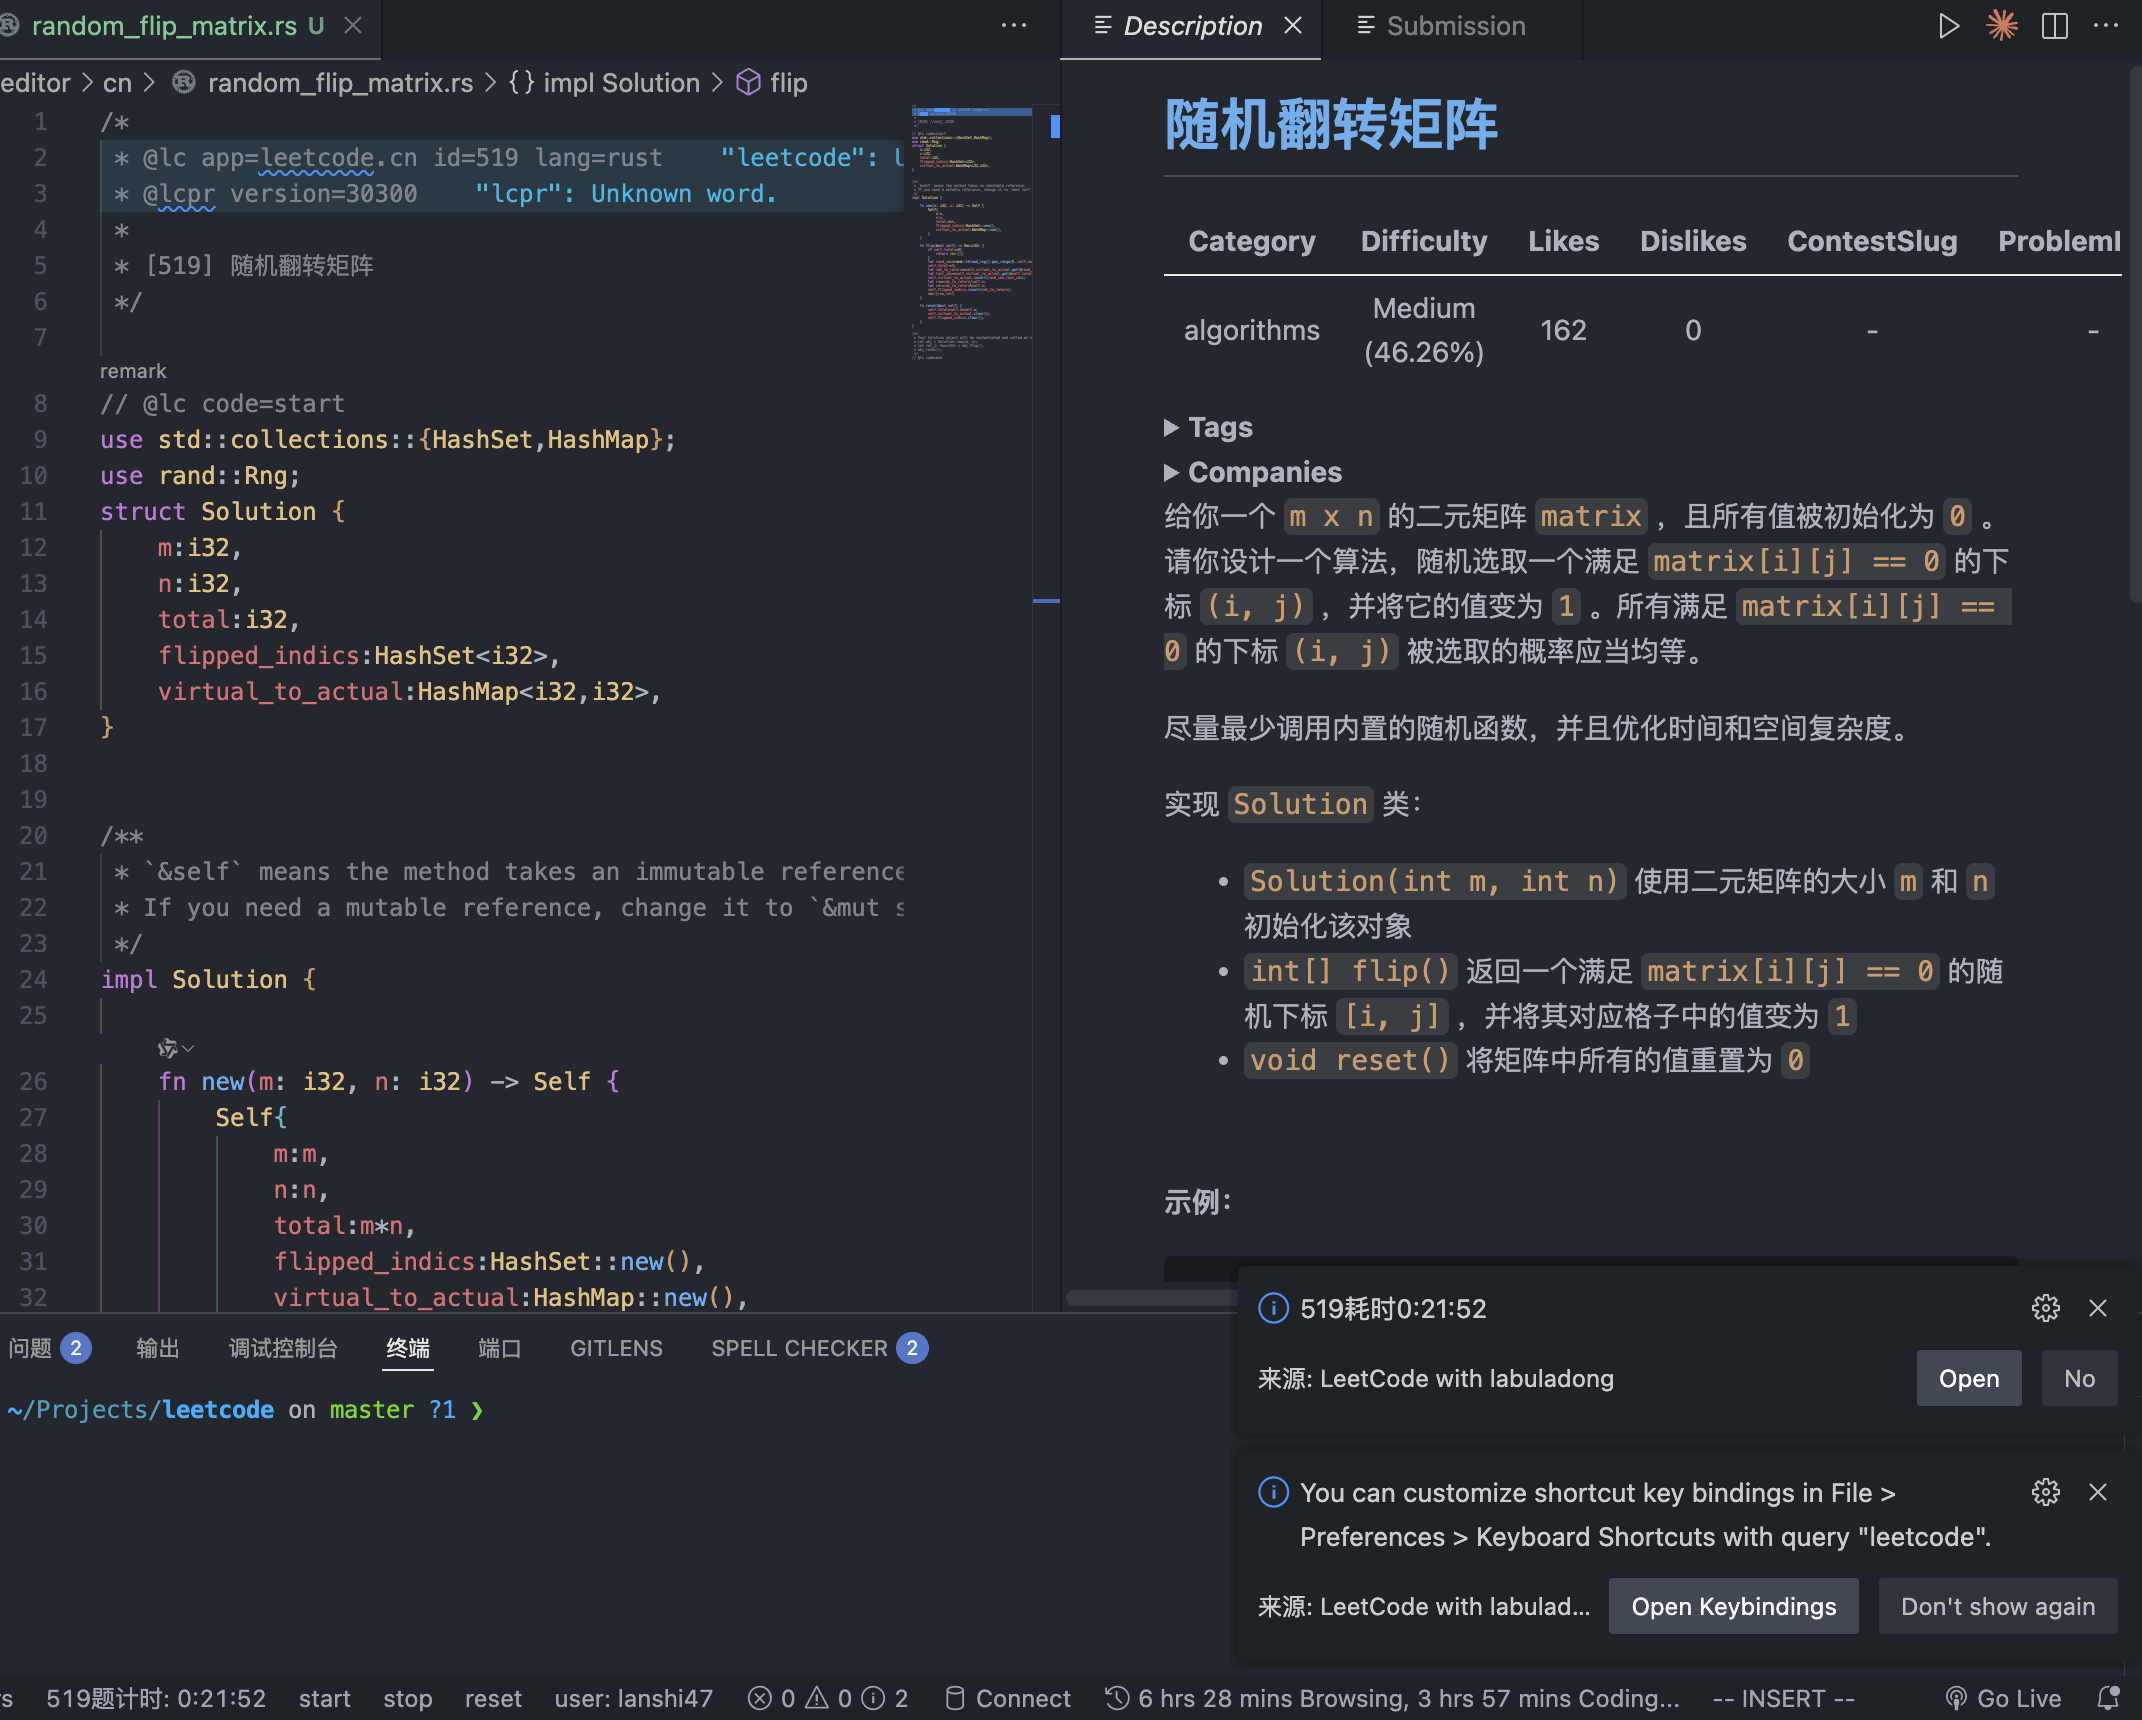 random_flip_matrix.rs U
Description
Submission
editor > cn > random_flip_matrix.rs > {} impl Solution > flip
1 /*
2 * @lc app=leetcode.cn id=519 lang=rust "leetcode": U
3 * @lcpr version=30300 "lcpr": Unknown word.
4 *
5 * [519] 随机翻转矩阵
6 */
7
remark
8 // @lc code=start
9 use std::collections::{HashSet,HashMap};
10 use rand::Rng;
11 struct Solution {
12 m:i32,
13 n:i32,
14 total:i32,
15 flipped_indics:HashSet<i32>,
16 virtual_to_actual:HashMap<i32,i32>,
17 }
18
19
20 /**
21 * `&self` means the method takes an immutable reference
22 * If you need a mutable reference, change it to `&mut s
23 */
24 impl Solution {
25
26 fn new(m: i32, n: i32) -> Self {
27 Self{
28 m:m,
29 n:n,
30 total:m*n,
31 flipped_indics:HashSet::new(),
32 virtual_to_actual:HashMap::new(),
随机翻转矩阵
Category Difficulty Likes Dislikes ContestSlug Probleml
algorithms Medium (46.26%) 162 0 - -
Tags
Companies
给你一个 m x n 的二元矩阵 matrix ，且所有值被初始化为 0 。
请你设计一个算法，随机选取一个满足 matrix[i][j] == 0 的下
标 (i, j) ，并将它的值变为 1 。所有满足 matrix[i][j] ==
0 的下标 (i, j) 被选取的概率应当均等。
尽量最少调用内置的随机函数，并且优化时间和空间复杂度。
实现 Solution 类：
• Solution(int m, int n) 使用二元矩阵的大小 m 和 n
初始化该对象
• int[] flip() 返回一个满足 matrix[i][j] == 0 的随
机下标 [i, j] ，并将其对应格子中的值变为 1
• void reset() 将矩阵中所有的值重置为 0
示例：
问题 2 输出 调试控制台 终端 端口 GITLENS SPELL CHECKER 2
~/Projects/leetcode on master ?1 ❯
519耗时0:21:52
来源: LeetCode with labuladong
Open No
You can customize shortcut key bindings in File >
Preferences > Keyboard Shortcuts with query "leetcode".
来源: LeetCode with labulad...
Open Keybindings Don't show again
rs 519题计时: 0:21:52 start stop reset user: lanshi47 0 0 2 Connect 6 hrs 28 mins Browsing, 3 hrs 57 mins Coding... -- INSERT -- Go Live